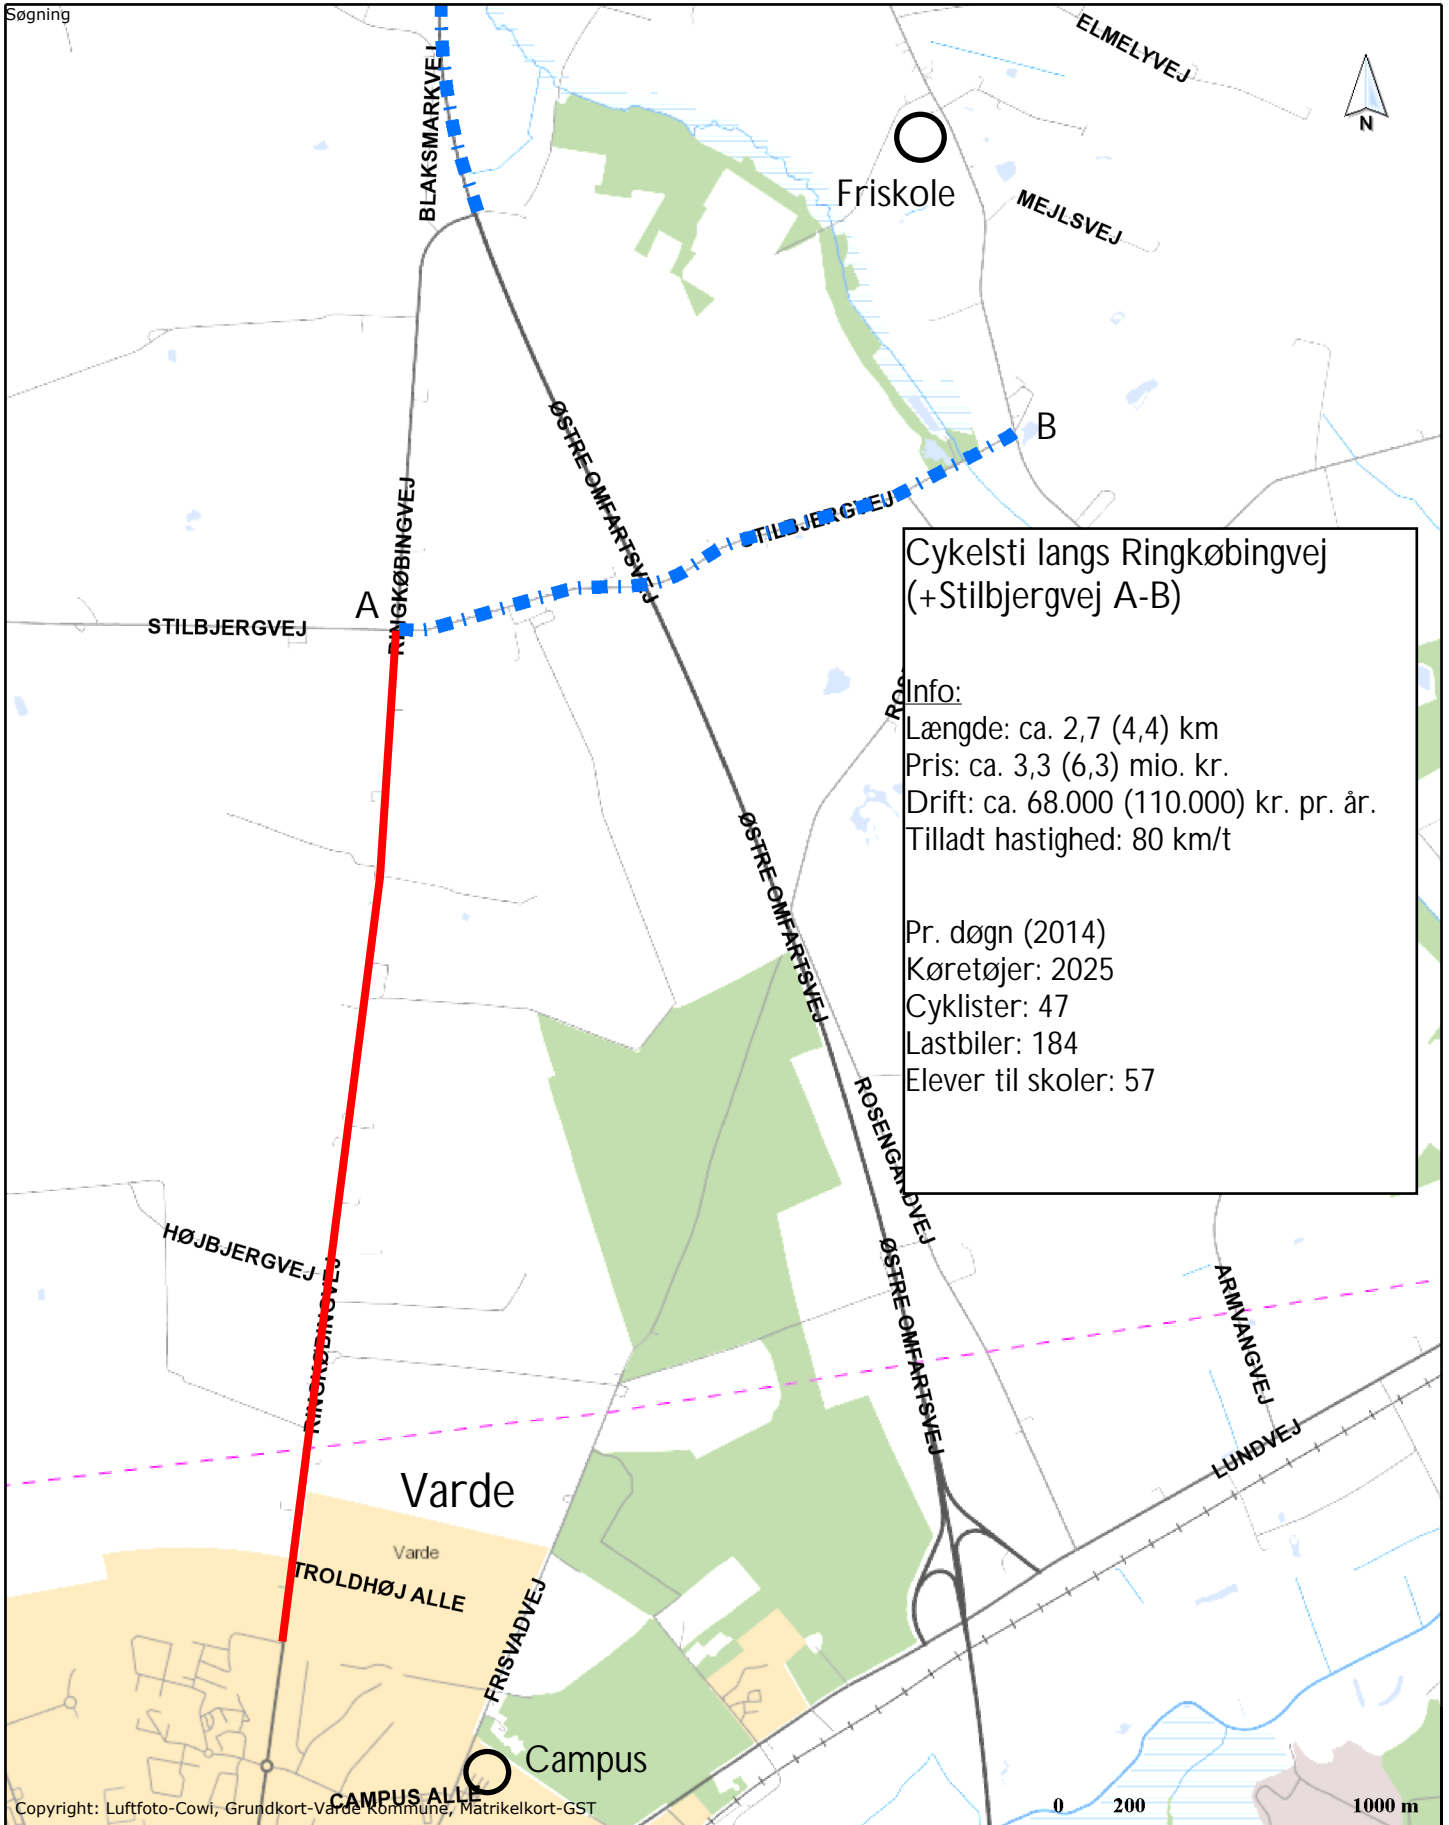 Søgning
ELMELYVEJ
BLAKSMARKVEJ
N
Friskole
MEJLSVEJ
ØSTRE OMFARTSVEJ
B
RINGKØBINGVEJ
STILBJERGVEJ
A
STILBJERGVEJ
Cykelsti langs Ringkøbingvej
(+Stilbjergvej A-B)
Info:
Længde: ca. 2,7 (4,4) km
Pris: ca. 3,3 (6,3) mio. kr.
Drift: ca. 68.000 (110.000) kr. pr. år.
Tilladt hastighed: 80 km/t
Pr. døgn (2014)
Køretøjer: 2025
Cyklister: 47
Lastbiler: 184
Elever til skoler: 57
ØSTRE OMFARTSVEJ
ROSENGARDVEJ
HØJBJERGVEJ
RINGKØBINGVEJ
ØSTRE OMFARTSVEJ
ARMVANGVEJ
LUNDVEJ
Varde
Varde
TROLDHØJ ALLE
FRISVADVEJ
Campus
CAMPUS ALLE
Copyright: Luftfoto-Cowi, Grundkort-Varde Kommune, Matrikelkort-GST
0 200 1000 m